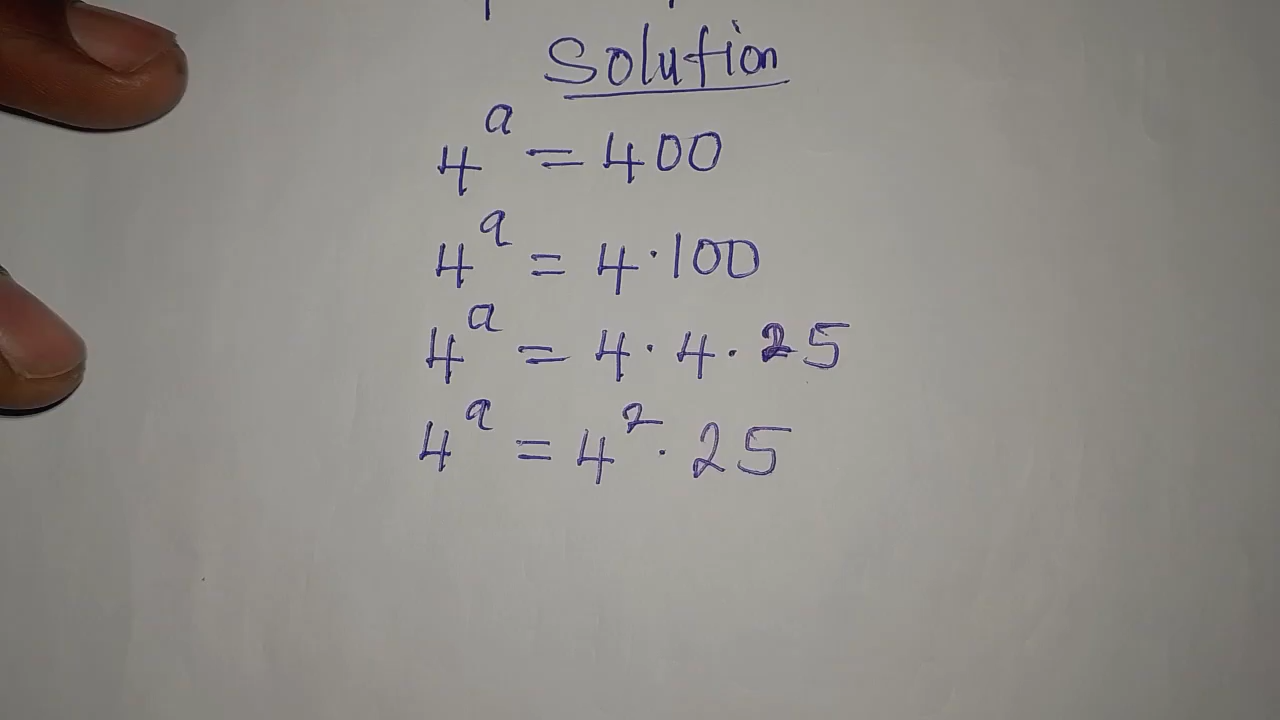 Solution
4^a = 400
4^a = 4·100
4^a = 4·4·25
4^a = 4^2·25